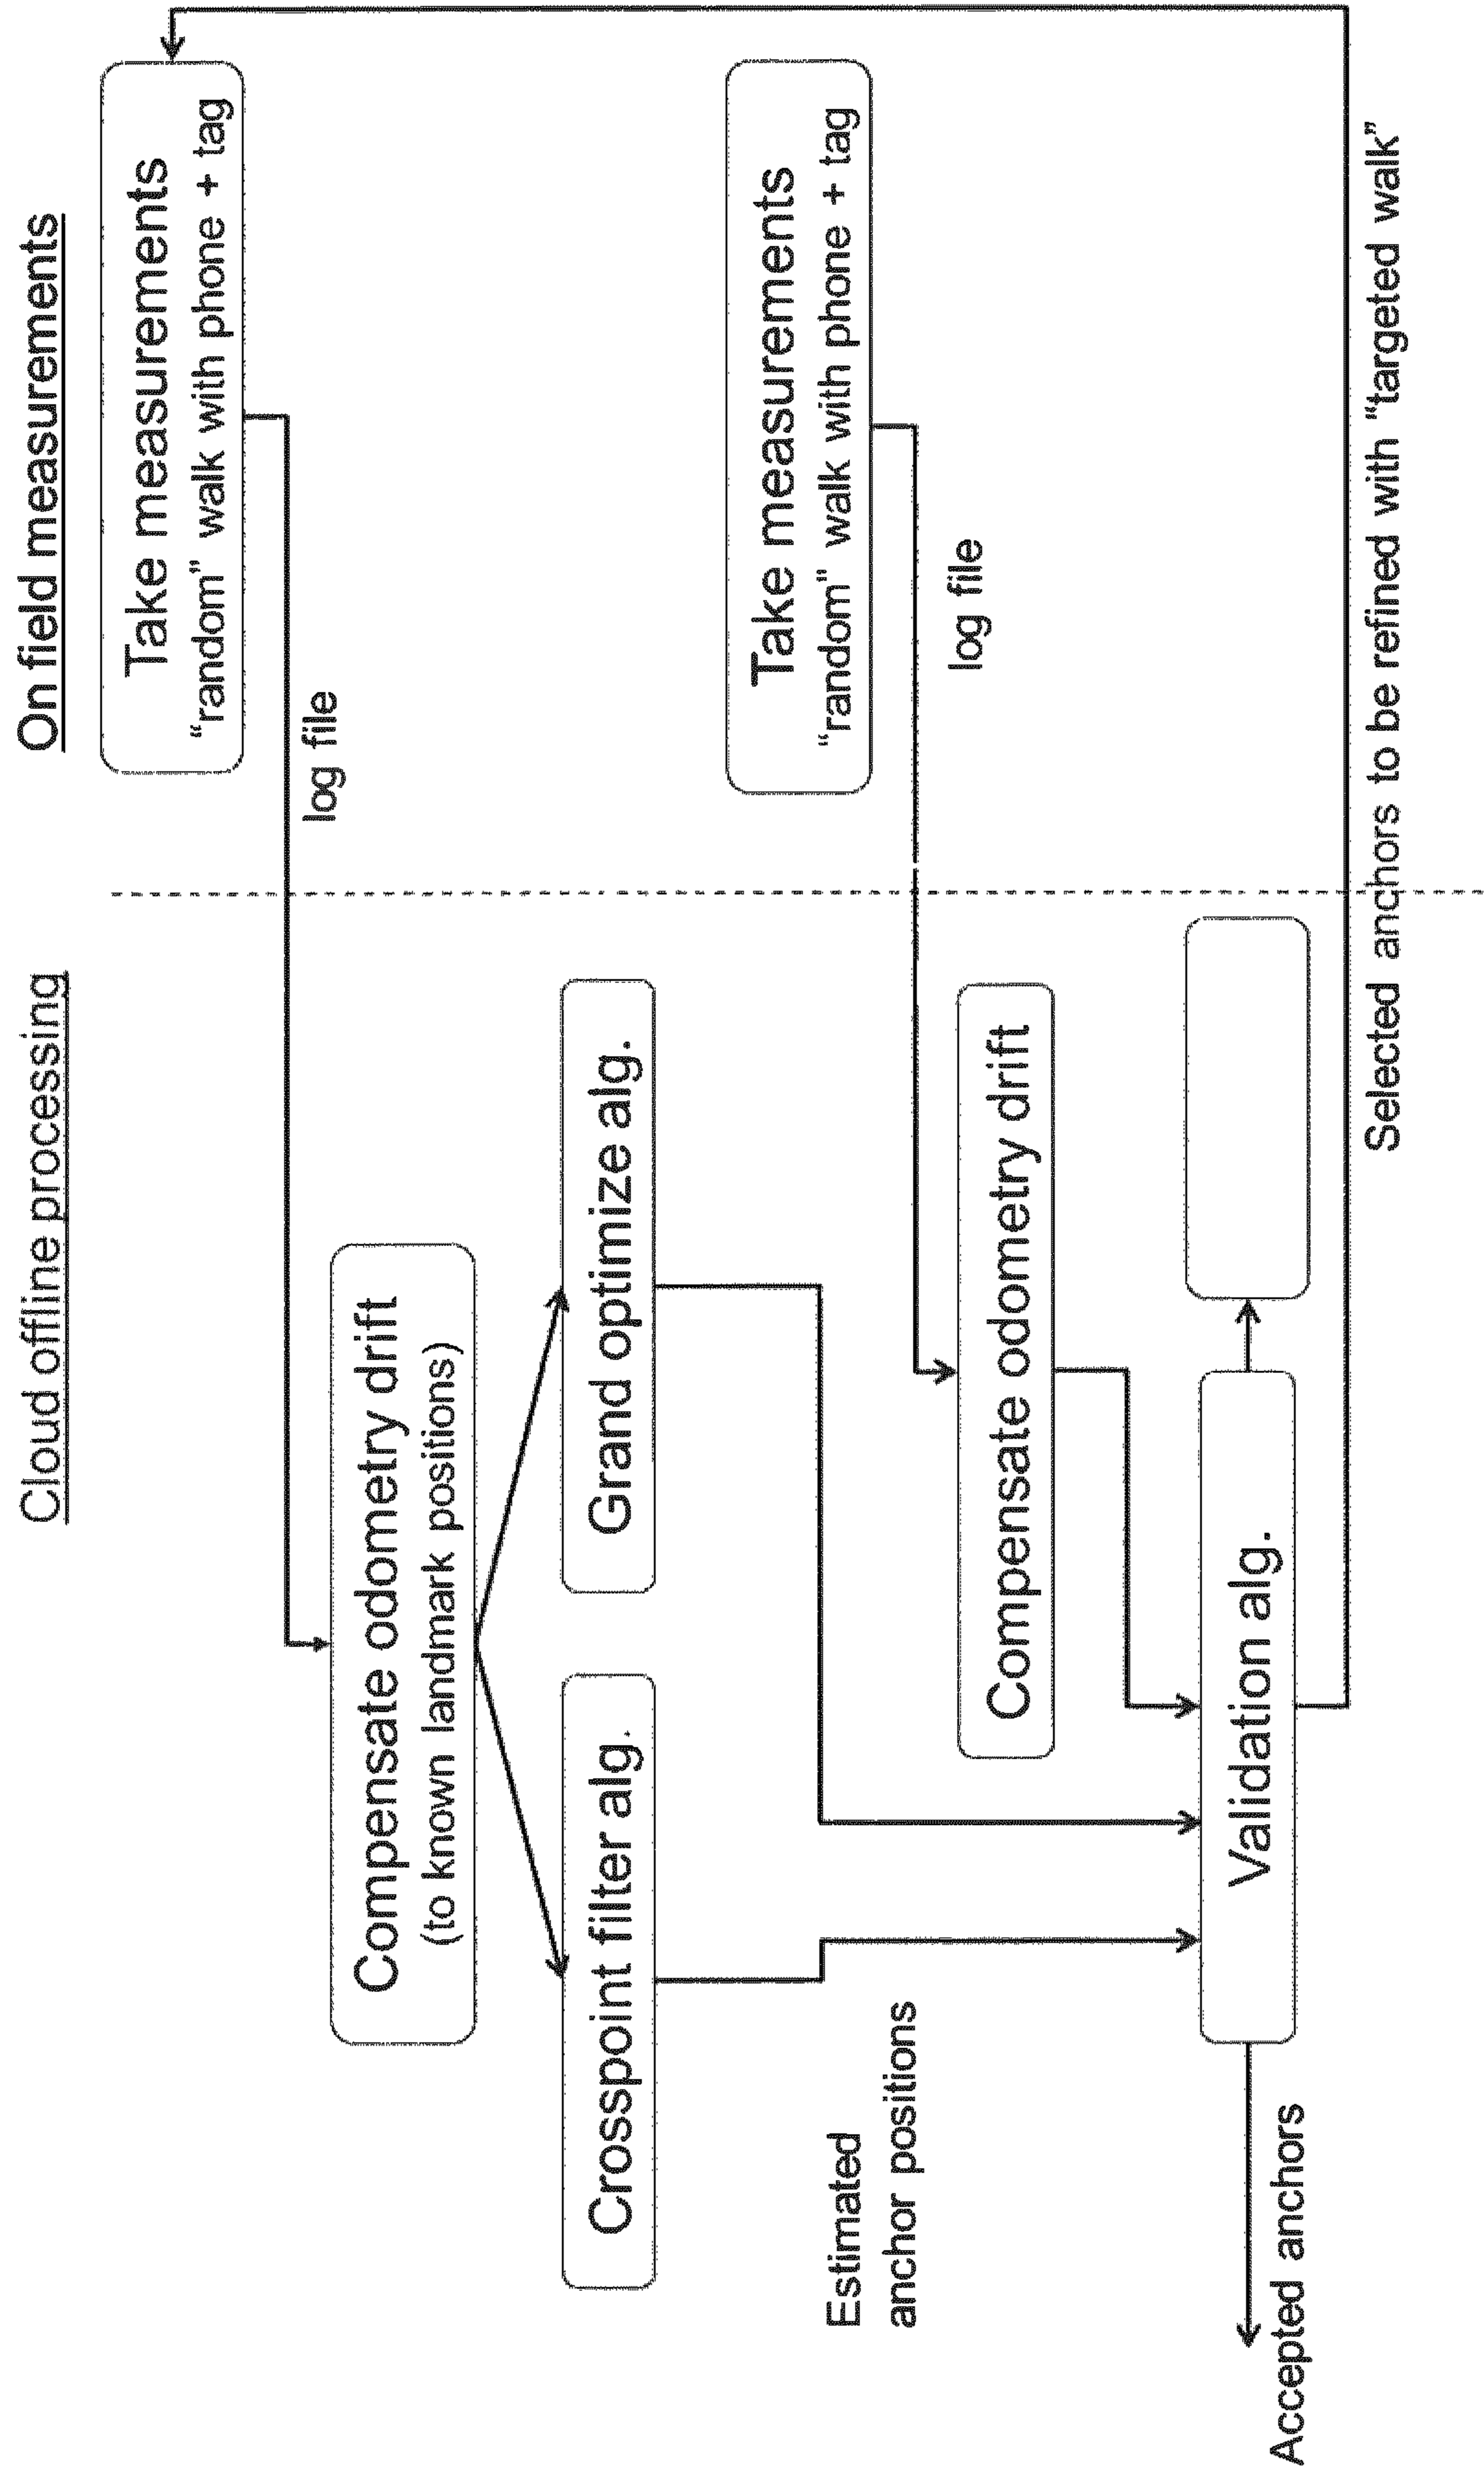 Cloud offline processing
On field measurements
Take measurements
“random” walk with phone + tag
log file
Compensate odometry drift
(to known landmark positions)
Crosspoint filter alg.
Grand optimize alg.
Take measurements
“random” walk with phone + tag
log file
Estimated
anchor positions
Compensate odometry drift
Validation alg.
Accepted anchors
Selected anchors to be refined with “targeted walk”